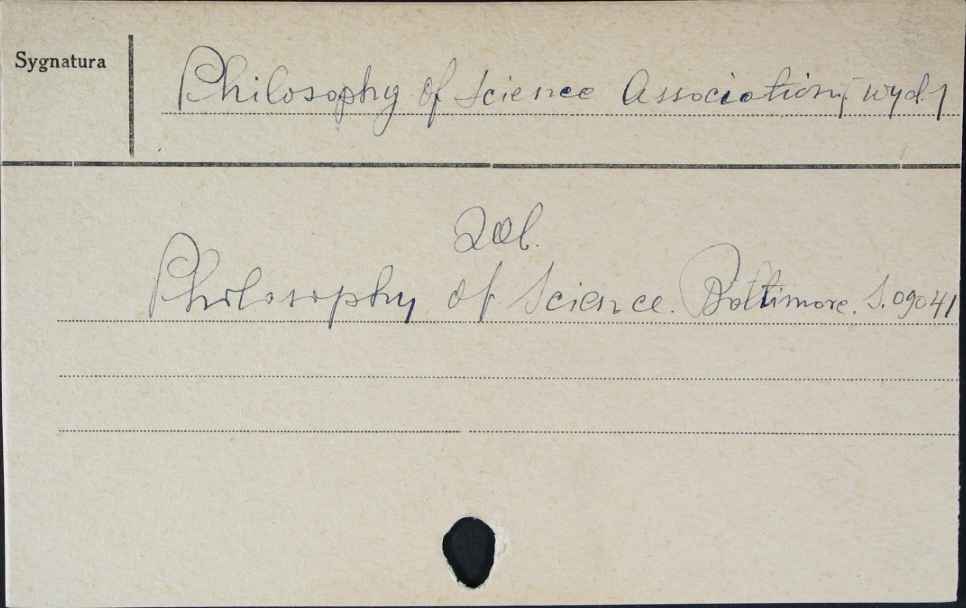 Sygnatura
Philosophy of Science Association, wyd.
Zob.
Philosophy of Science. Baltimore. S. 09041